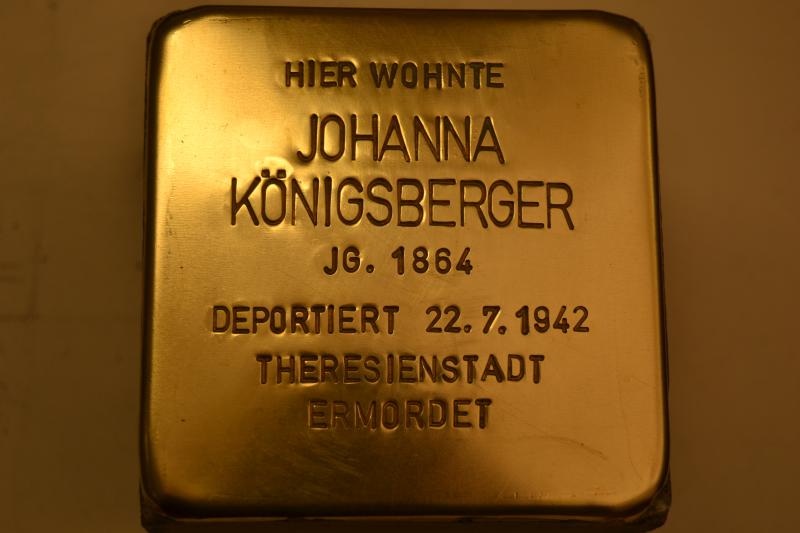 HIER WOHNTE
JOHANNA
KÖNIGSBERGER
JG. 1864
DEPORTIERT 22.7.1942
THERESIENSTADT
ERMORDET